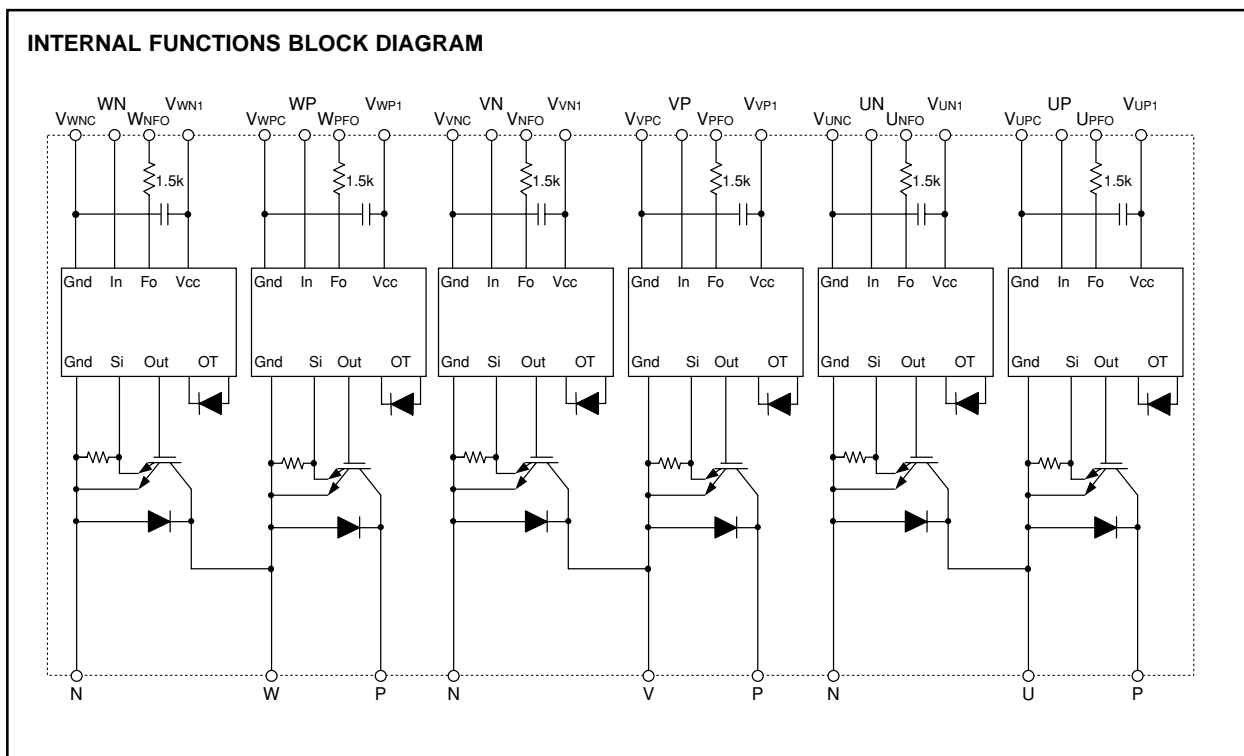 INTERNAL FUNCTIONS BLOCK DIAGRAM
WN VWN1 WP VWP1 VN VVN1 VP VVP1 UN VUN1 UP VUP1
VWNC WNFO VWPC WPFO VVNC VNFO VVPC VPFO VUNC UNFO VUPC UPFO
1.5k 1.5k 1.5k 1.5k 1.5k 1.5k
Gnd In Fo Vcc Gnd In Fo Vcc Gnd In Fo Vcc Gnd In Fo Vcc Gnd In Fo Vcc Gnd In Fo Vcc
Gnd Si Out OT Gnd Si Out OT Gnd Si Out OT Gnd Si Out OT Gnd Si Out OT Gnd Si Out OT
N W P N V P N U P